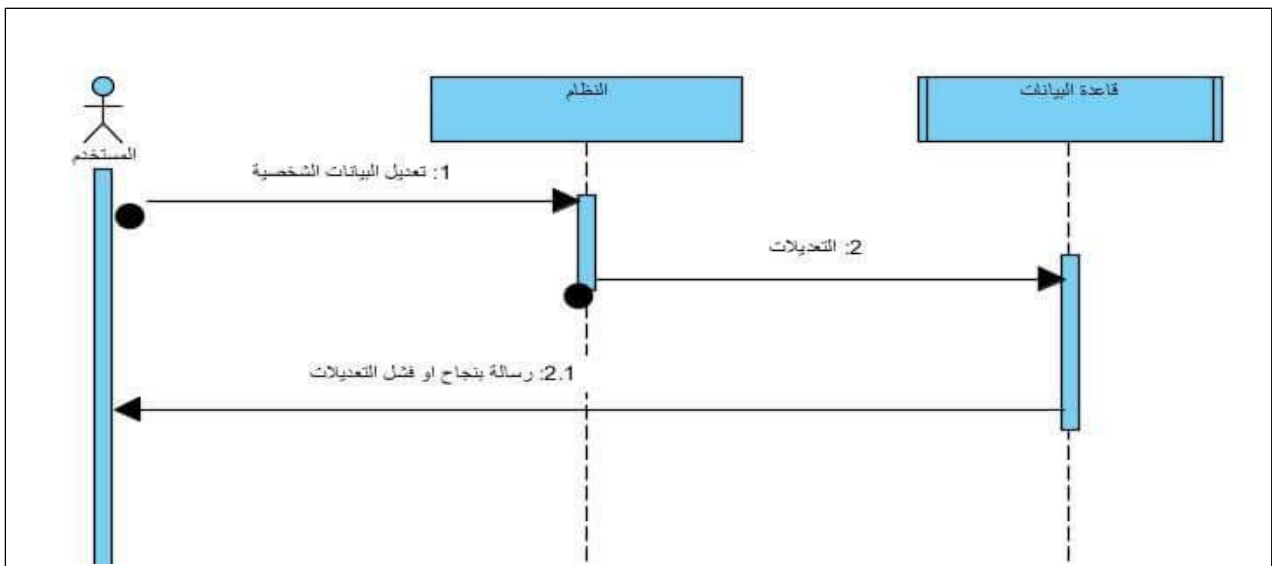 النظام
قاعدة البيانات
المستخدم
1: تعديل البيانات الشخصية
2: التعديلات
2.1: رسالة بنجاح او فشل التعديلات